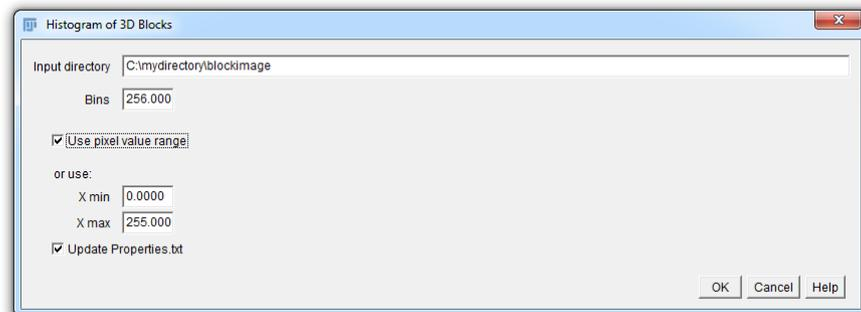 Histogram of 3D Blocks
Input directory C:\mydirectory\blockimage
Bins 256.000
Use pixel value range
or use:
X min 0.0000
X max 255.000
Update Properties.txt
OK Cancel Help